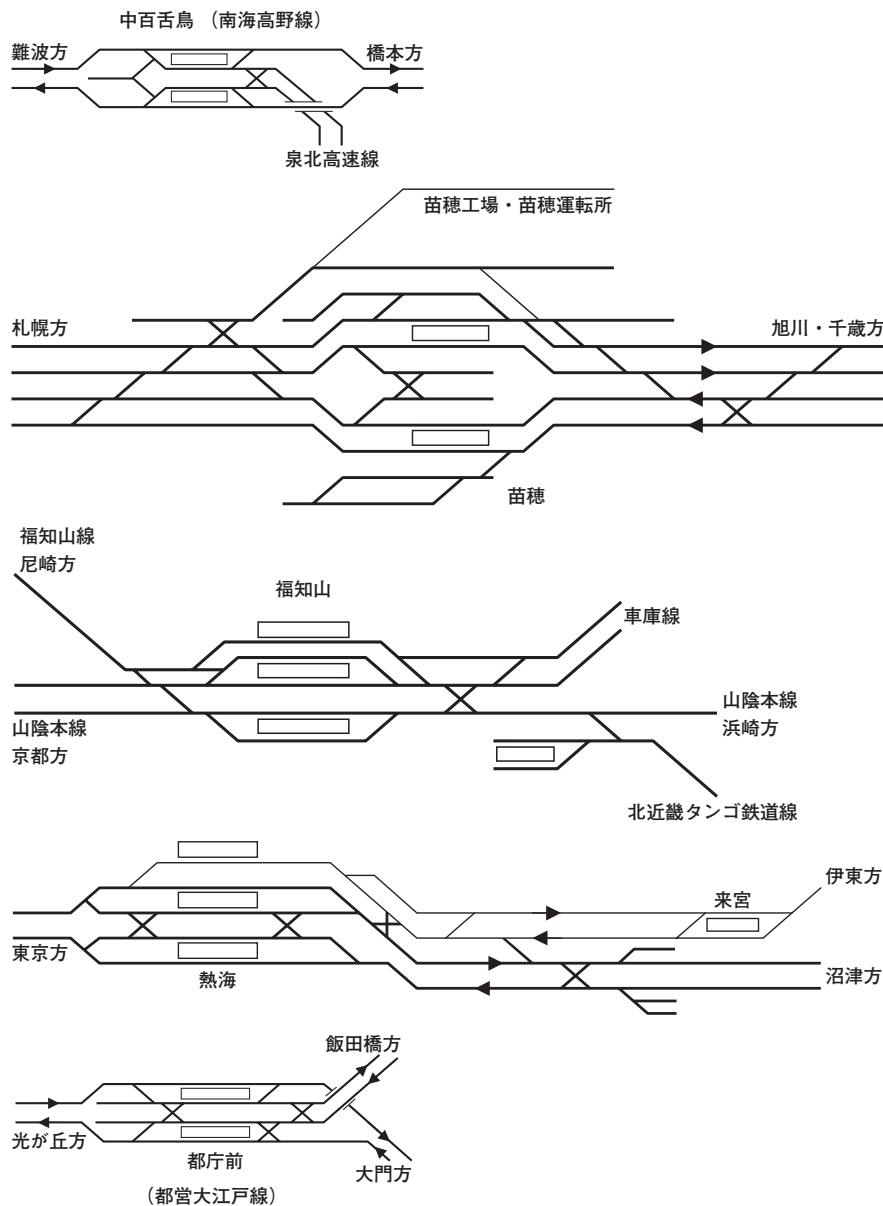 中百舌鳥 （南海高野線）
難波方
橋本方
泉北高速線
苗穂工場・苗穂運転所
札幌方
旭川・千歳方
苗穂
福知山線
尼崎方
福知山
車庫線
山陰本線
浜崎方
山陰本線
京都方
北近畿タンゴ鉄道線
伊東方
来宮
東京方
熱海
沼津方
飯田橋方
光が丘方
都庁前
大門方
（都営大江戸線）